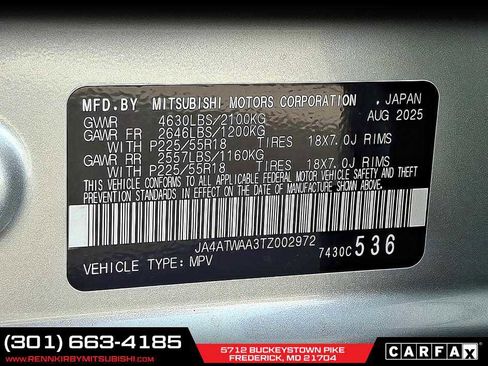 MFD.BY MITSUBISHI MOTORS CORPORATION , JAPAN
GVWR 4630LBS/2100KG AUG 2025
GAWR FR 2646LBS/1200KG
WITH P225/55R18 TIRES 18X7.0J RIMS
GAWR RR 2557LBS/1160KG
WITH P225/55R18 TIRES 18X7.0J RIMS
THIS VEHICLE CONFORMS TO ALL APPLICABLE FEDERAL MOTOR VEHICLE SAFETY, BUMPER AND THEFT
PREVENTION STANDARDS IN EFFECT ON THE DATE OF MANUFACTURE SHOWN ABOVE.
JA4ATWAA3TZ002972
7430C 536
VEHICLE TYPE: MPV
(301) 663-4185
WWW.RENNKIRBYMITSUBISHI.COM
5712 BUCKEYSTOWN PIKE
FREDERICK, MD 21704
CARFAX